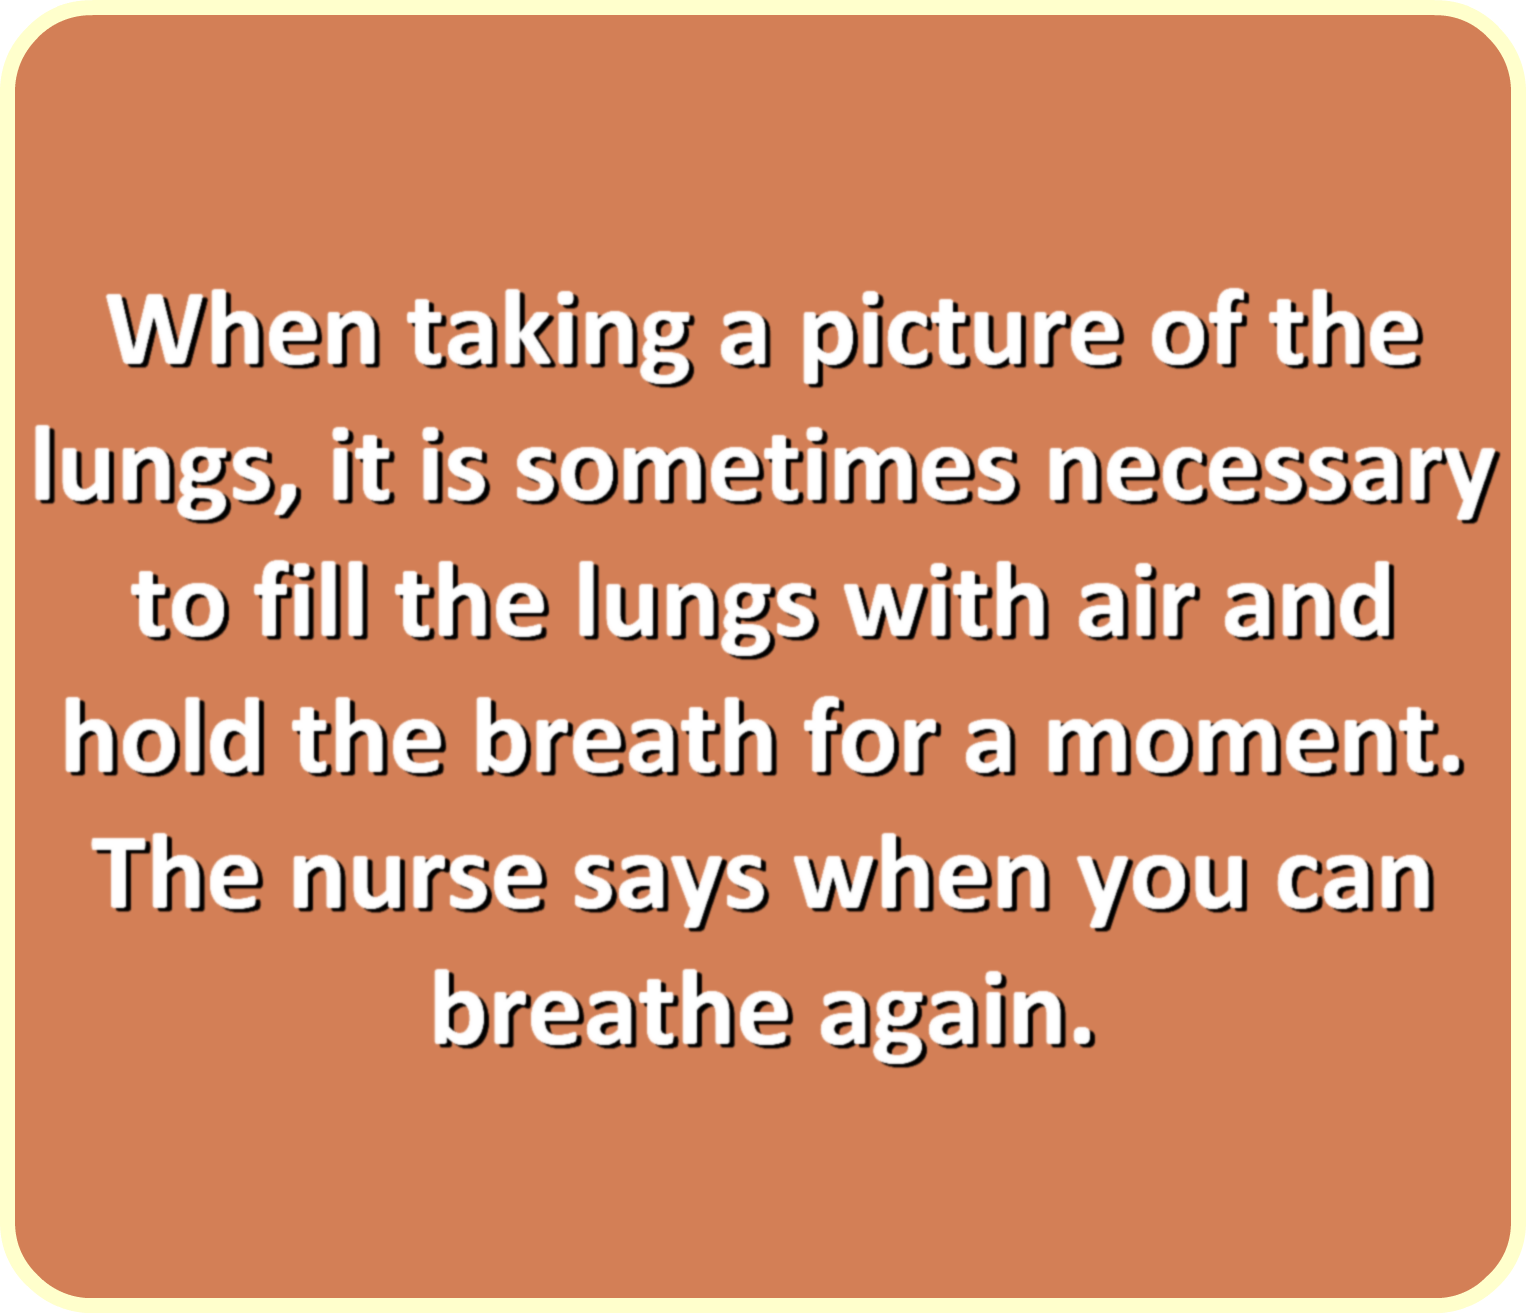 When taking a picture of the
lungs, it is sometimes necessary
to fill the lungs with air and
hold the breath for a moment.
The nurse says when you can
breathe again.